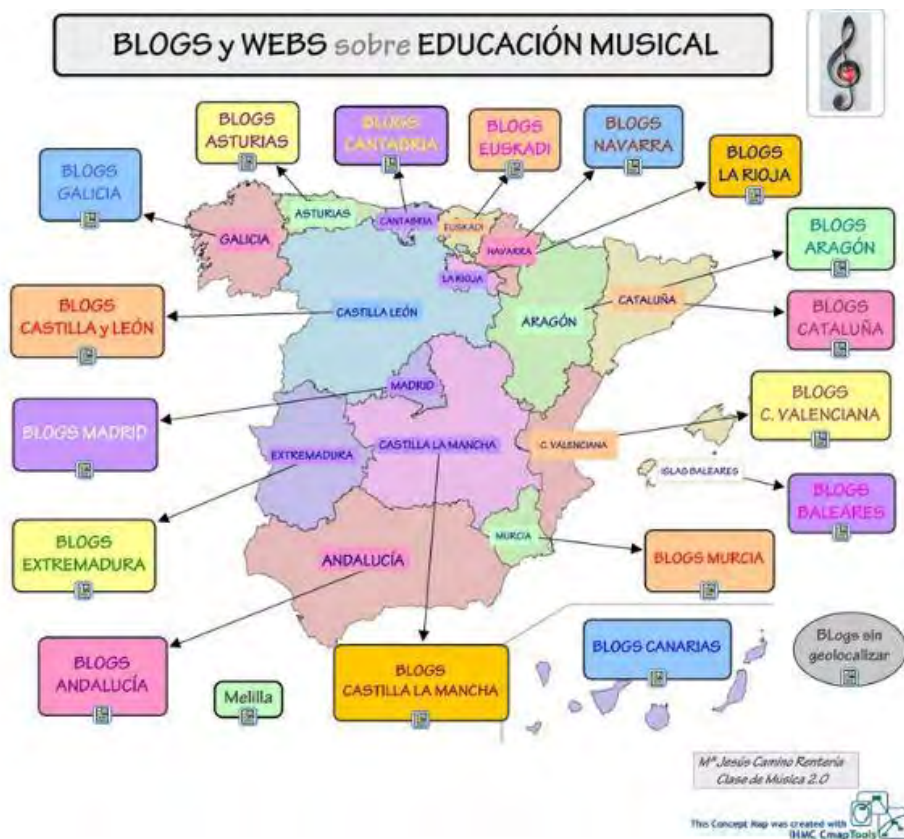 BLOGS y WEBS sobre EDUCACIÓN MUSICAL
BLOGS
ASTURIAS
BLOGS
CANTABRIA
BLOGS
EUSKADI
BLOGS
NAVARRA
BLOGS
LA RIOJA
BLOGS
GALICIA
BLOGS
ARAGÓN
ASTURIAS
CANTABRIA
EUSKADI
GALICIA
NAVARRA
LA RIOJA
BLOGS
CASTILLA y LEÓN
CASTILLA LEÓN
ARAGÓN
CATALUÑA
BLOGS
CATALUÑA
MADRID
BLOGS MADRID
BLOGS
C. VALENCIANA
EXTREMADURA
CASTILLA LA MANCHA
C. VALENCIANA
ISLAS BALEARES
BLOGS
BALEARES
BLOGS
EXTREMADURA
ANDALUCÍA
MURCIA
BLOGS MURCIA
BLOGS
ANDALUCÍA
Melilla
BLOGS
CASTILLA LA MANCHA
BLOGS CANARIAS
BLogs sin
geolocalizar
Mª Jesús Camino Rentería
Clase de Música 2.0
This Concept Map was created with
IHMC CmapTools